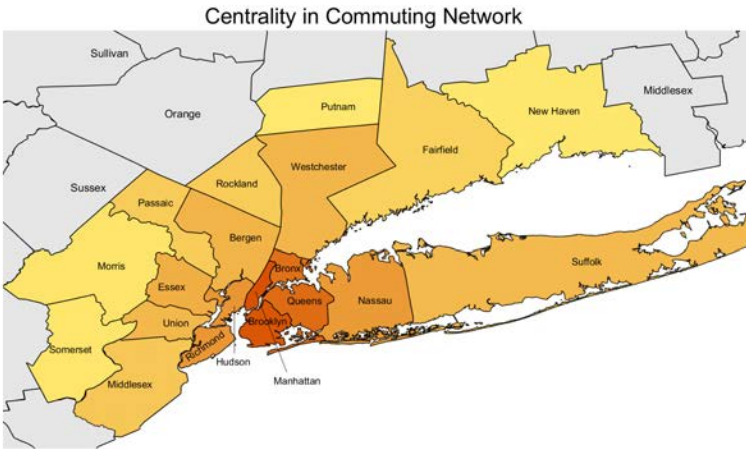 Centrality in Commuting Network
Sullivan
Orange
Putnam
New Haven
Middlesex
Sussex
Passaic
Rockland
Westchester
Fairfield
Morris
Bergen
Essex
Bronx
Suffolk
Union
Queens
Nassau
Brooklyn
Somerset
Richmond
Hudson
Middlesex
Manhattan